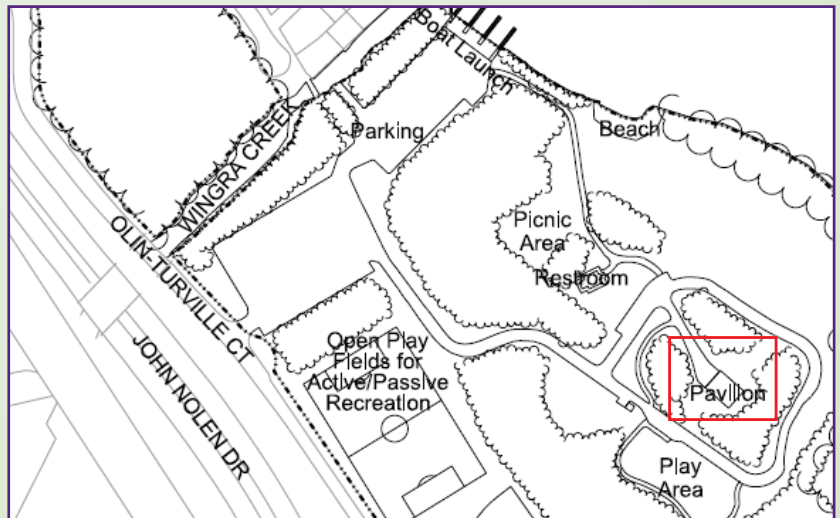 Boat Launch
Parking
Beach
WINGRA CREEK
Picnic
Area
Restroom
OLIN-TURVILLE CT
Open Play
Fields for
Active/Passive
Recreation
JOHN NOLEN DR
Pavilion
Play
Area